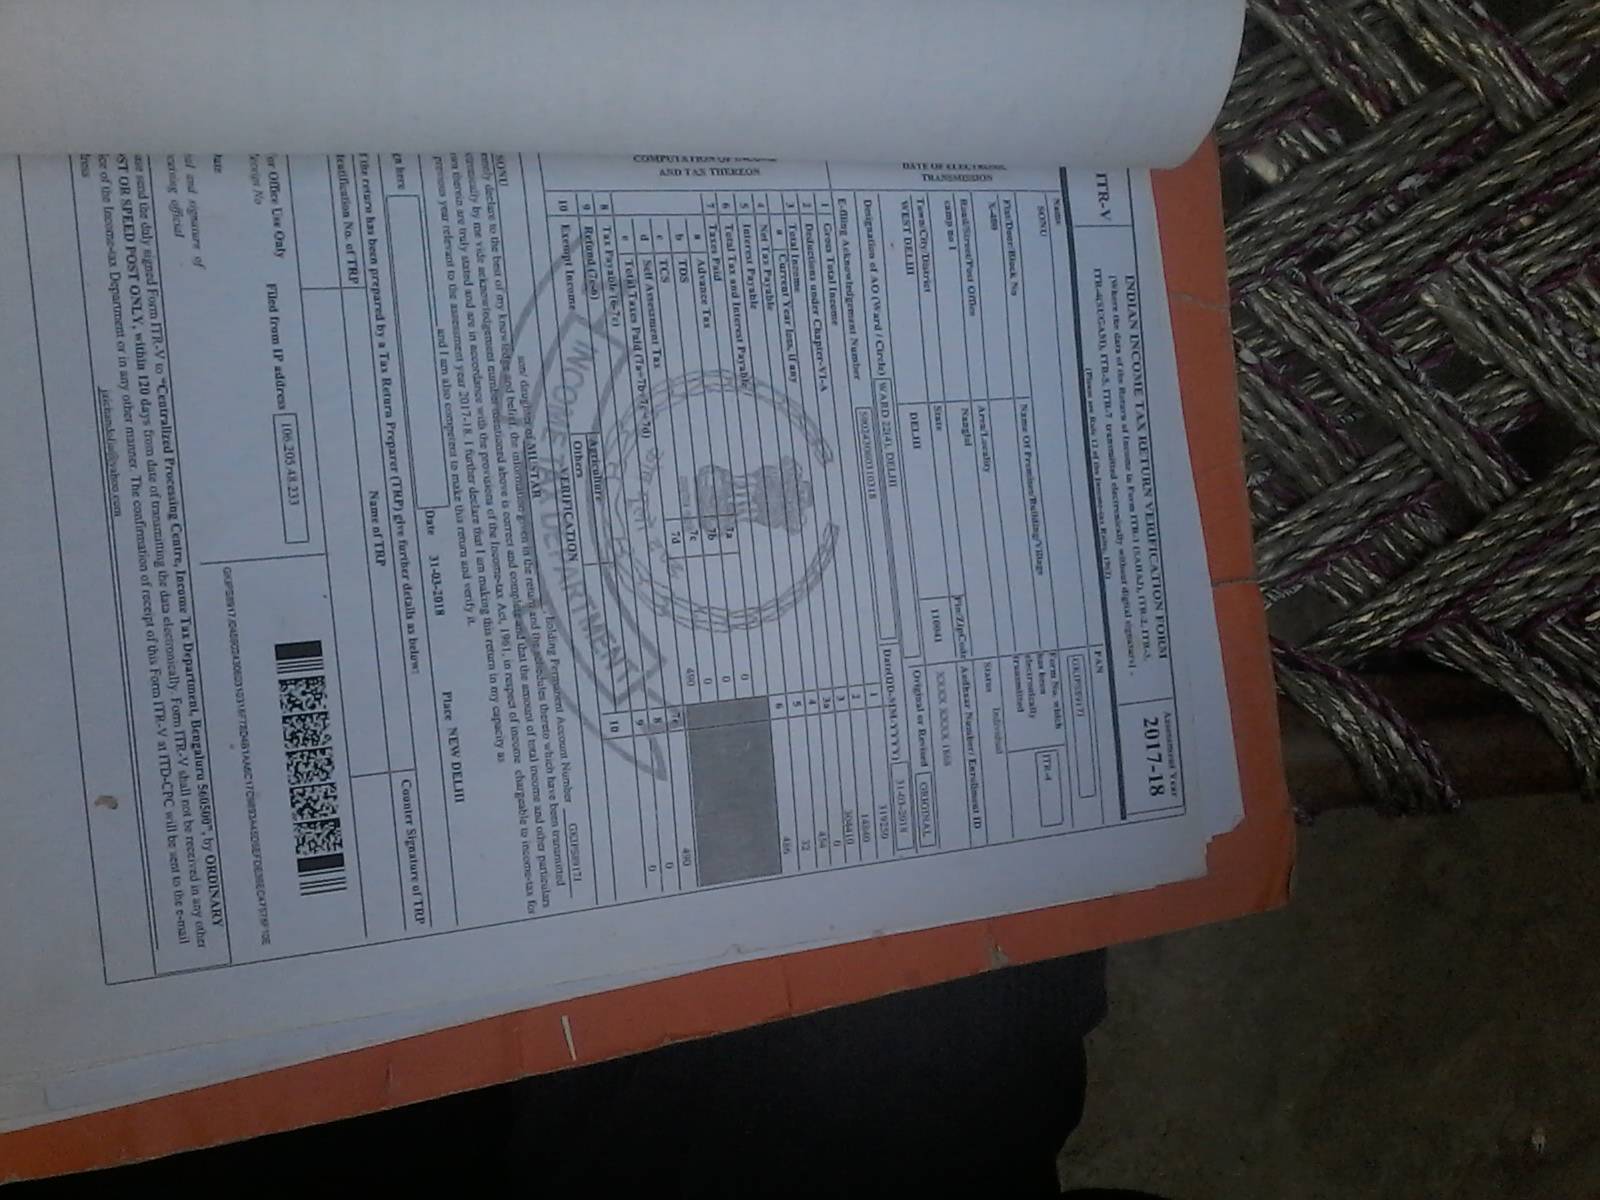 ITR-V
INDIAN INCOME TAX RETURN VERIFICATION FORM
[Where the data of the Return of Income in Form ITR-1 (SAHAJ), ITR-2, ITR-3,
ITR-4(SUGAM), ITR-5, ITR-7 transmitted electronically without digital signature] .
(Please see Rule 12 of the Income-tax Rules, 1962)
Assessment Year
2017-18
Name
SONU
PAN
GKIPS8917J
Flat/Door/Block No
X-400
Name Of Premises/Building/Village
Form No. which
has been
electronically
transmitted
ITR-4
Road/Street/Post Office
camp no 1
Area/Locality
Nangloi
Status Individual
Town/City/District
WEST DELHI
State
DELHI
Pin/ZipCode
110041
Aadhaar Number/ Enrollment ID
XXXX XXXX 1868
Designation of AO (Ward / Circle) WARD 22(4), DELHI
Original or Revised ORIGINAL
E-filing Acknowledgement Number 590243060310318
Date(DD-MM-YYYY) 31-03-2018
DATE OF ELECTRONIC
TRANSMISSION
COMPUTATION OF
AND TAX THEREON
1 Gross Total Income 1 319250
2 Deductions under Chapter-VI-A 2 14840
3 Total Income 3 304410
a Current Year loss, if any 3a 0
4 Net Tax Payable 4 454
5 Interest Payable 5 32
6 Total Tax and Interest Payable 6 486
7 Taxes Paid
a Advance Tax 7a 0
b TDS 7b 0
c TCS 7c 0
d Self Assessment Tax 7d 490
e Total Taxes Paid (7a+7b+7c+7d) 7e 490
8 Tax Payable (6-7e) 8 0
9 Refund (7e-6) 9 0
10 Exempt Income Agriculture 10
Others
INCOME TAX DEPARTMENT
VERIFICATION
SONU son/ daughter of MUSTAR , holding Permanent Account Number GKIPS8917J
declare to the best of my knowledge and belief, the information given in the return and the schedules thereto which have been transmitted
by me vide acknowledgement number mentioned above is correct and complete and that the amount of total income and other particulars
therein are truly stated and are in accordance with the provisions of the Income-tax Act, 1961, in respect of income chargeable to income-tax for
previous year relevant to the assessment year 2017-18. I further declare that I am making this return in my capacity as
and I am also competent to make this return and verify it.
gn here
Date 31-03-2018 Place NEW DELHI
f the return has been prepared by a Tax Return Preparer (TRP) give further details as below:
Identification No. of TRP Name of TRP Counter Signature of TRP
or Office Use Only
Filed from IP address 106.205.48.233
eceipt No
Date
eal and signature of
eceiving official
send the duly signed Form ITR-V to “Centralized Processing Centre, Income Tax Department, Bengaluru 560500”, by ORDINARY
ST OR SPEED POST ONLY, within 120 days from date of transmitting the data electronically. Form ITR-V shall not be received in any other
ice of the Income-tax Department or in any other manner. The confirmation of receipt of this Form ITR-V at ITD-CPC will be sent to the e-mail
dress